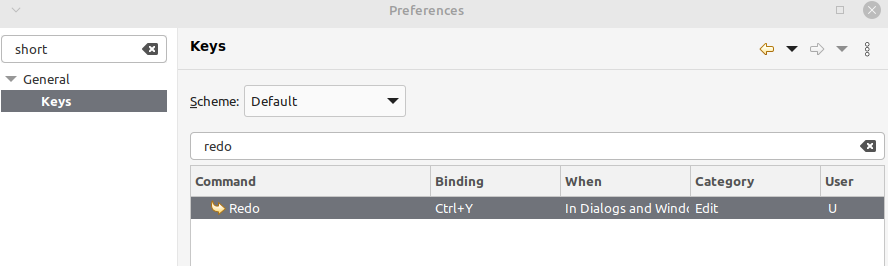 Preferences
short
General
Keys
Keys
Scheme: Default
redo
Command Binding When Category User
Redo Ctrl+Y In Dialogs and Windo Edit U